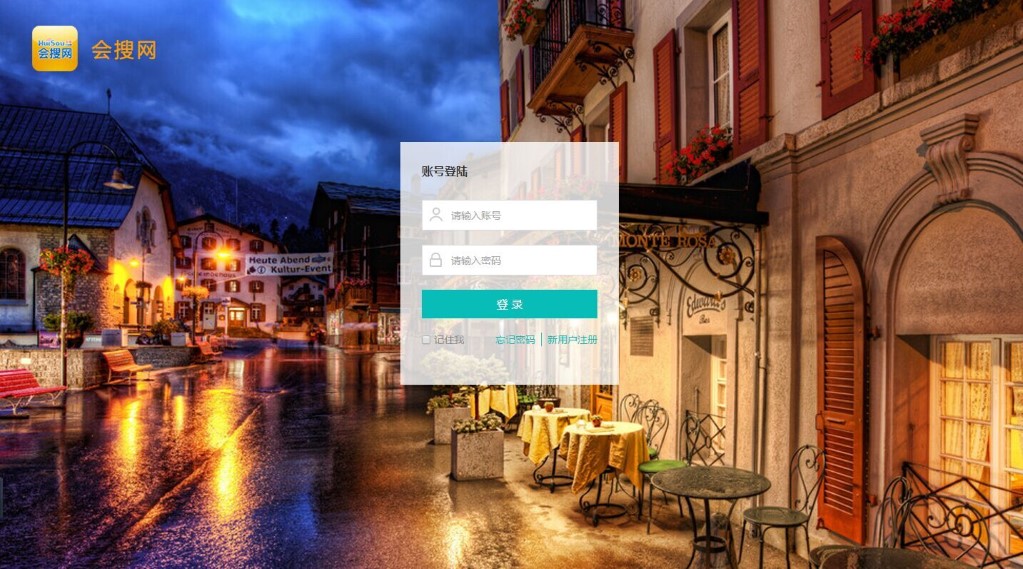 HuiSou
会搜网
会搜网
账号登陆
请输入账号
请输入密码
登录
记住我
忘记密码
新用户注册
Heute Abend
Kultur-Event
MONTE ROSA
Edward's
Bar